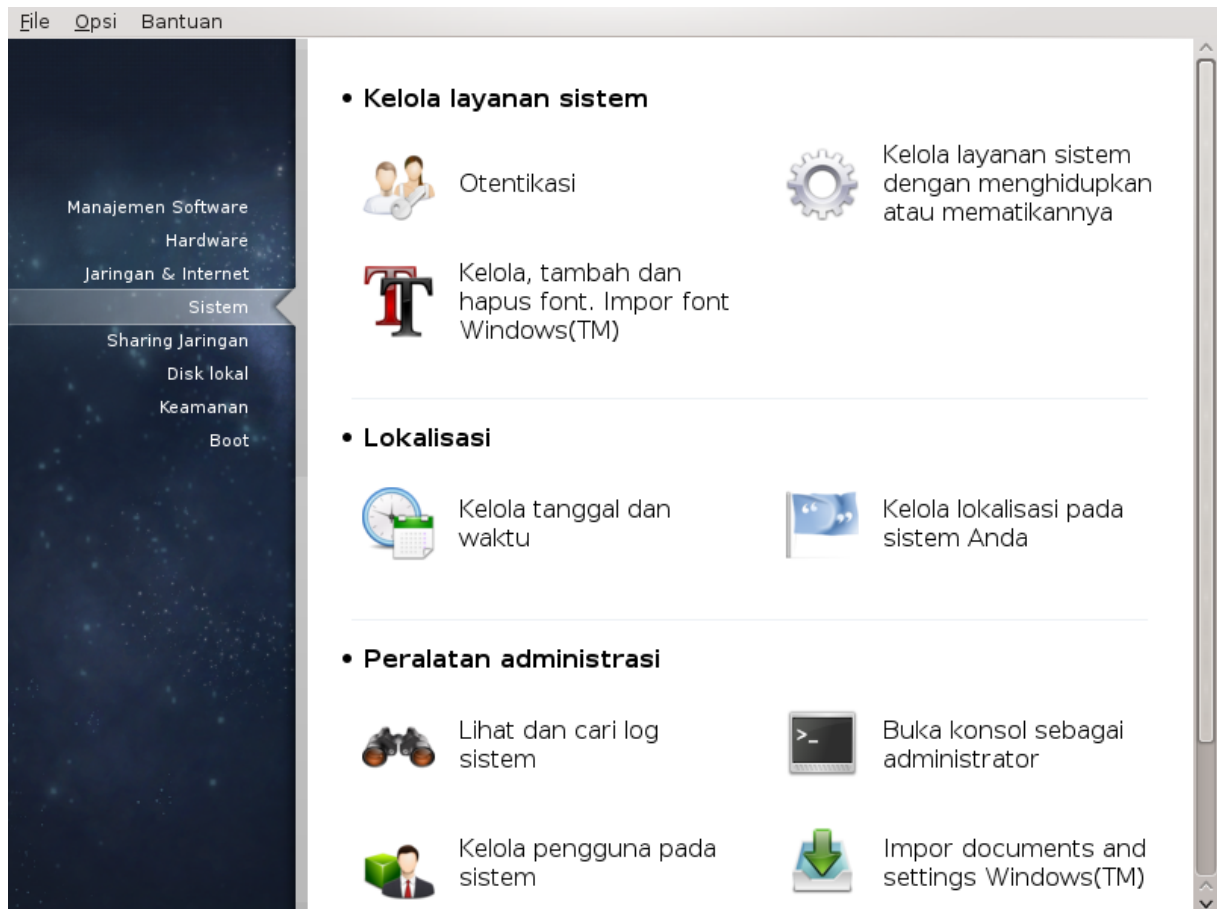 File Opsi Bantuan
Manajemen Software
Hardware
Jaringan & Internet
Sistem
Sharing Jaringan
Disk lokal
Keamanan
Boot
• Kelola layanan sistem
Otentikasi
Kelola layanan sistem
dengan menghidupkan
atau mematikannya
Kelola, tambah dan
hapus font. Impor font
Windows(TM)
• Lokalisasi
Kelola tanggal dan
waktu
Kelola lokalisasi pada
sistem Anda
• Peralatan administrasi
Lihat dan cari log
sistem
Buka konsol sebagai
administrator
Kelola pengguna pada
sistem
Impor documents and
settings Windows(TM)